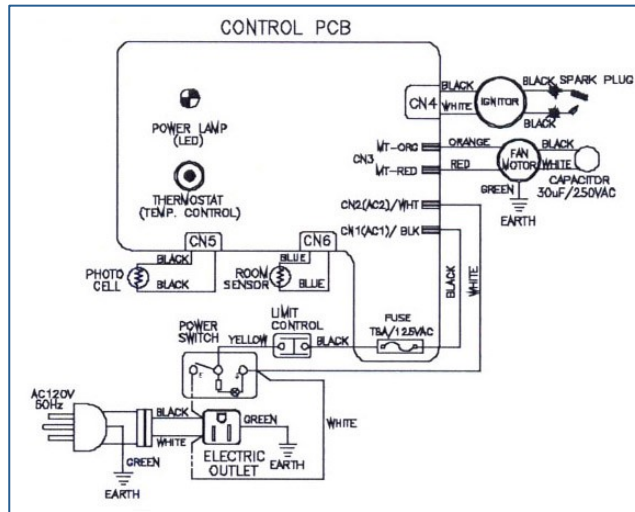 CONTROL PCB
POWER LAMP
(LED)
THERMOSTAT
(TEMP. CONTROL)
CN4
BLACK
WHITE
IGNITOR
BLACK
SPARK PLUG
BLACK
CN3
MT-ORG
ORANGE
MT-RED
RED
FAN
MOTOR
BLACK
WHITE
CAPACITOR
30uF/250VAC
GREEN
EARTH
CN2(AC2)/WHT
CN1(AC1)/ BLK
CN5
CN6
BLACK
BLACK
PHOTO
CELL
BLUE
BLUE
ROOM
SENSOR
BLACK
WHITE
POWER
SWITCH
YELLOW
LIMIT
CONTROL
BLACK
FUSE
AC120V
60Hz
BLACK
WHITE
GREEN
EARTH
ELECTRIC
OUTLET
GREEN
EARTH
WHITE